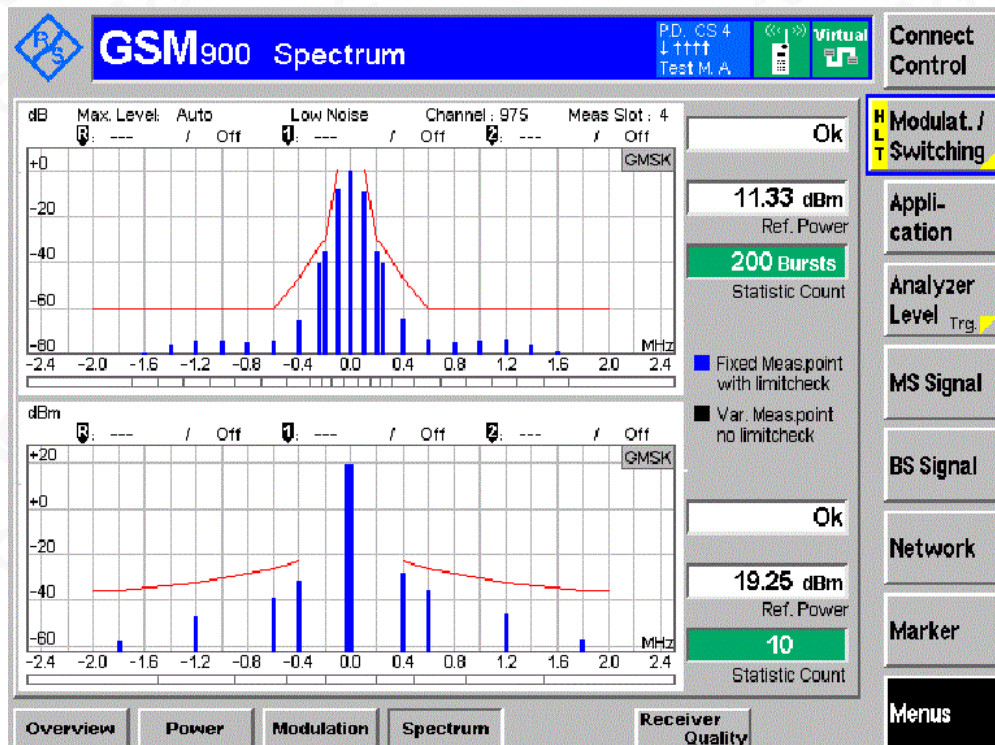 R S
GSM900 Spectrum
PD, CS 4
Test M. A.
Virtual
Connect Control
dB Max. Level: Auto Low Noise Channel : 975 Meas Slot : 4
R: --- / Off 1: --- / Off 2: --- / Off
GMSK
+0
-20
-40
-60
-80
MHz
-2.4 -2.0 -1.6 -1.2 -0.8 -0.4 0.0 0.4 0.8 1.2 1.6 2.0 2.4
Ok
11.33 dBm
Ref. Power
200 Bursts
Statistic Count
Fixed Meas.point
with limitcheck
Var. Meas.point
no limitcheck
dBm
R: --- / Off 1: --- / Off 2: --- / Off
GMSK
+20
+0
-20
-40
-60
MHz
-2.4 -2.0 -1.6 -1.2 -0.8 -0.4 0.0 0.4 0.8 1.2 1.6 2.0 2.4
Ok
19.25 dBm
Ref. Power
10
Statistic Count
HLT
Modulat. /
Switching
Appli-
cation
Analyzer
Level Trg.
MS Signal
BS Signal
Network
Marker
Menus
Overview Power Modulation Spectrum Receiver
Quality